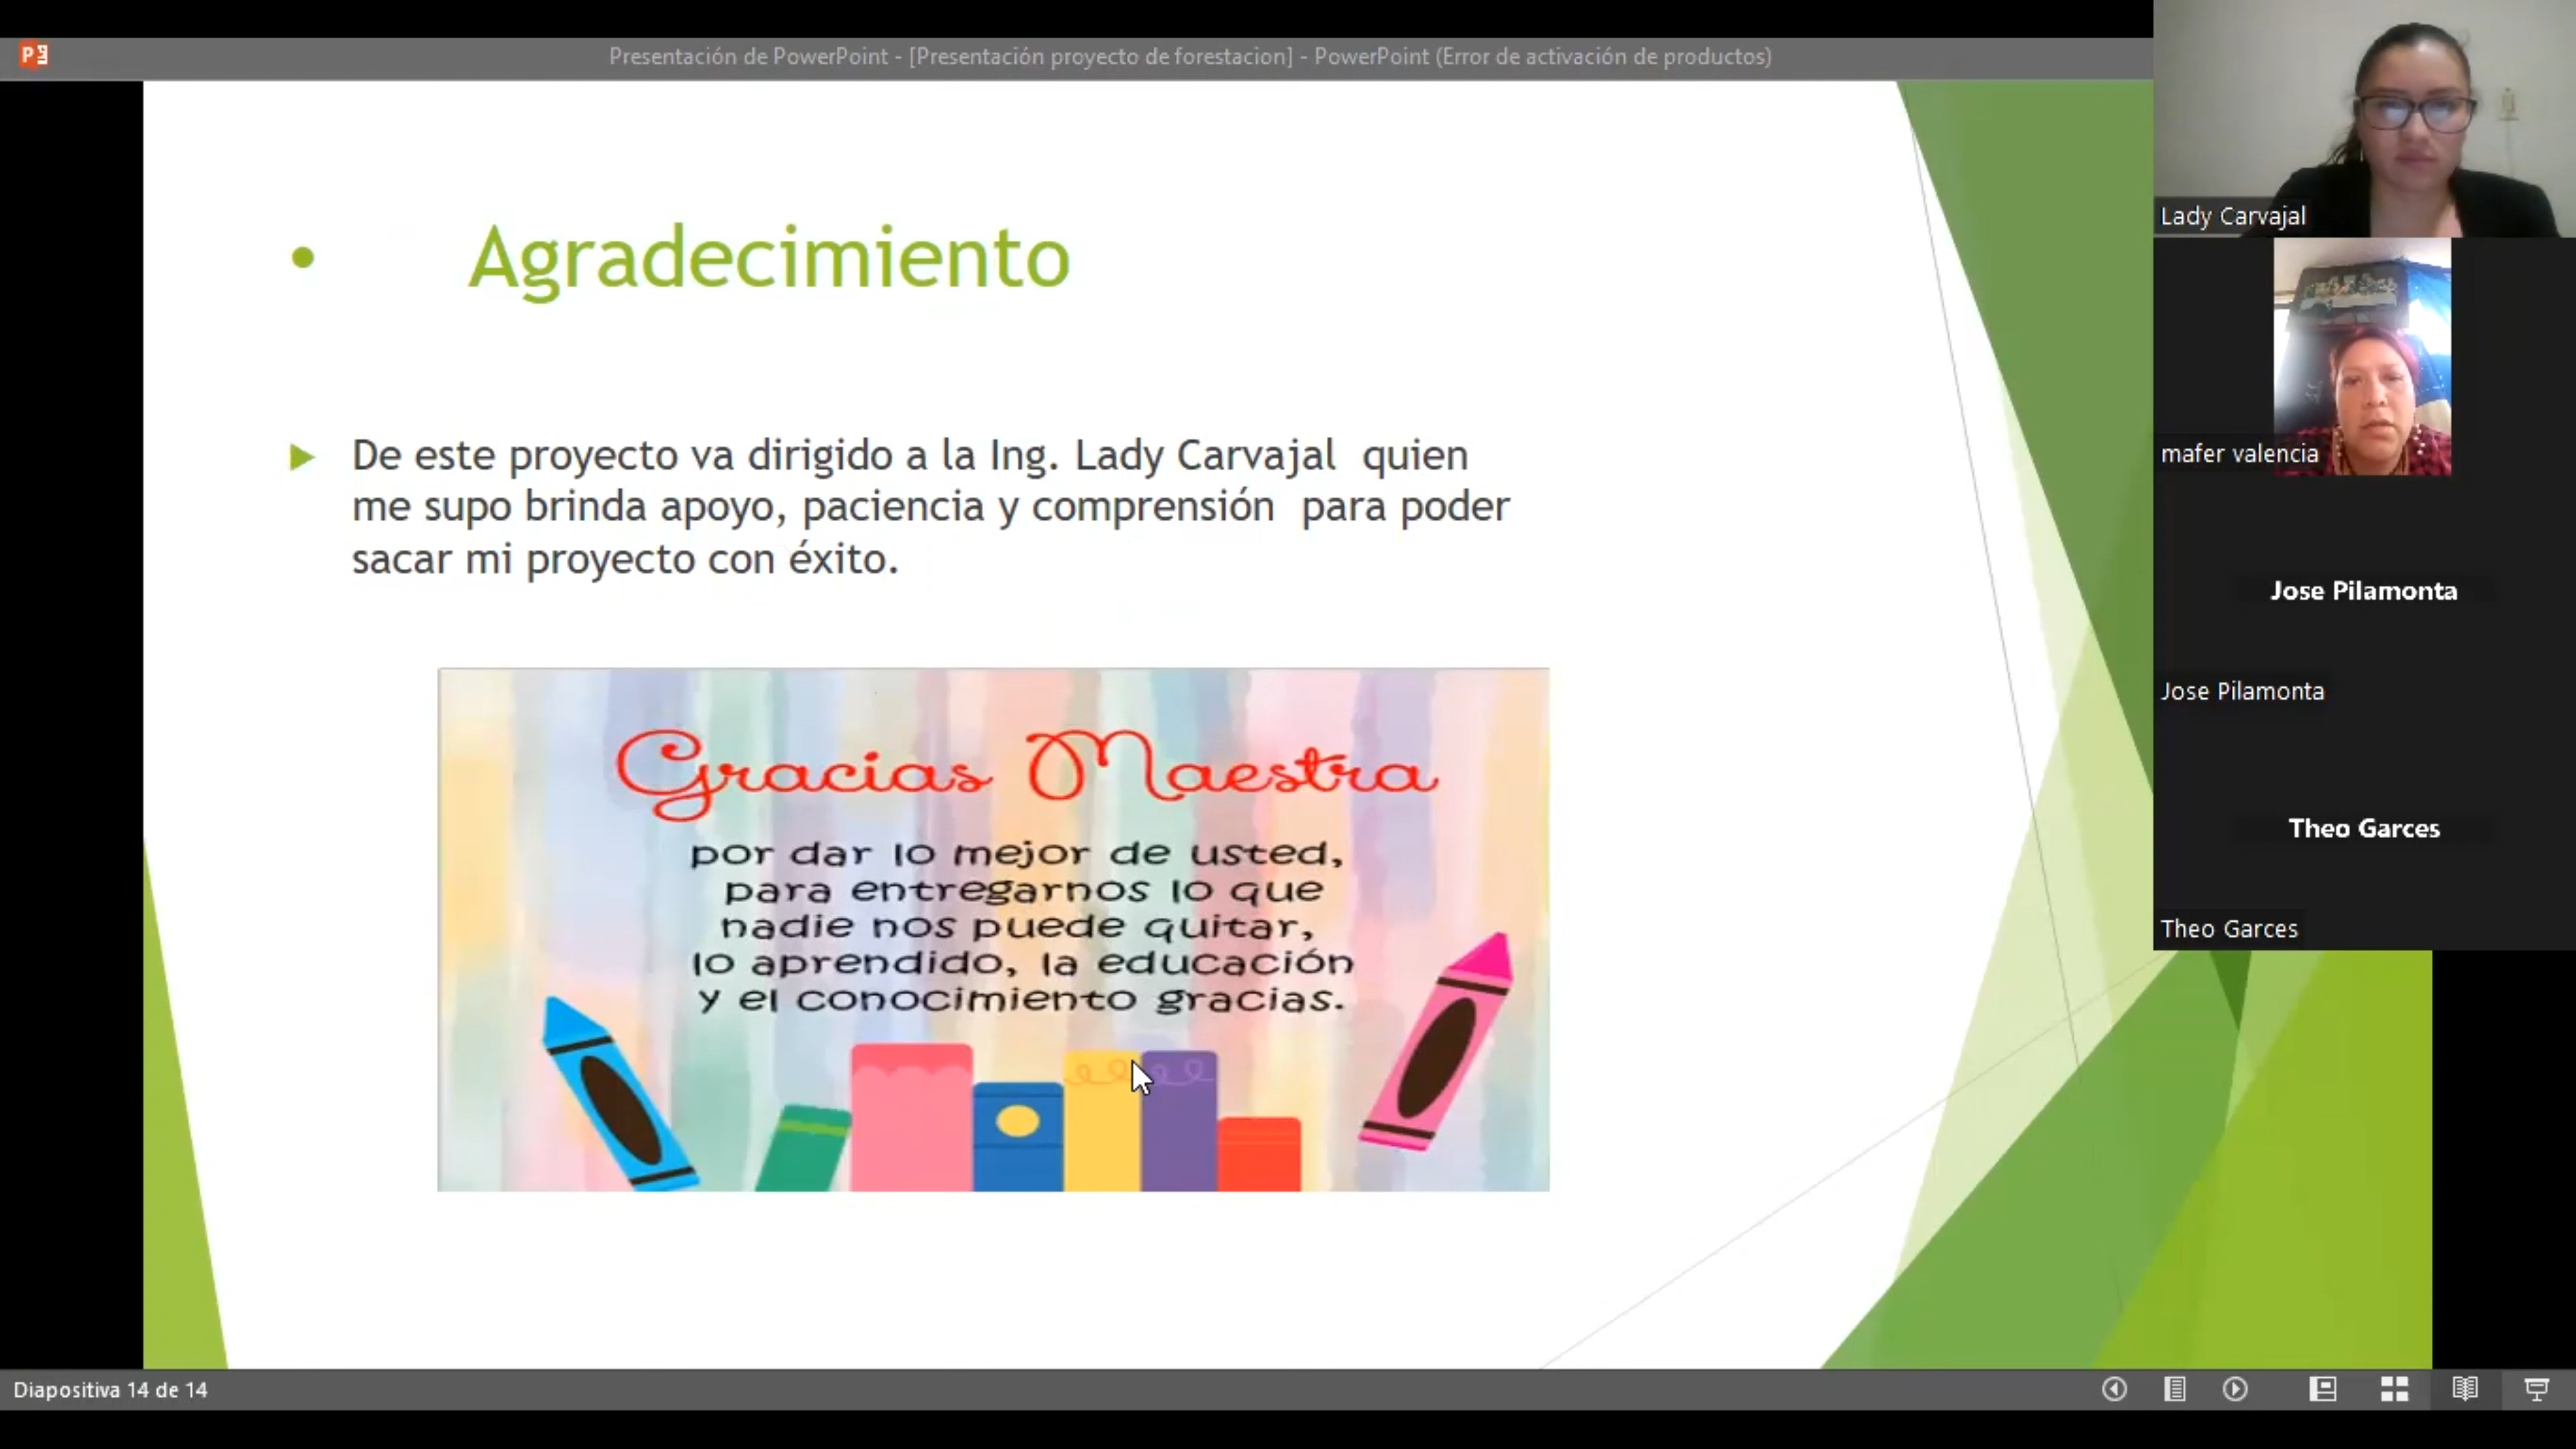 Presentación de PowerPoint - [Presentación proyecto de forestacion] - PowerPoint (Error de activación de productos)
• Agradecimiento
De este proyecto va dirigido a la Ing. Lady Carvajal quien
me supo brinda apoyo, paciencia y comprensión para poder
sacar mi proyecto con éxito.
Gracias Maestra
por dar lo mejor de usted,
para entregarnos lo que
nadie nos puede quitar,
lo aprendido, la educación
y el conocimiento gracias.
Lady Carvajal
mafer valencia
Jose Pilamonta
Jose Pilamonta
Theo Garces
Theo Garces
Diapositiva 14 de 14